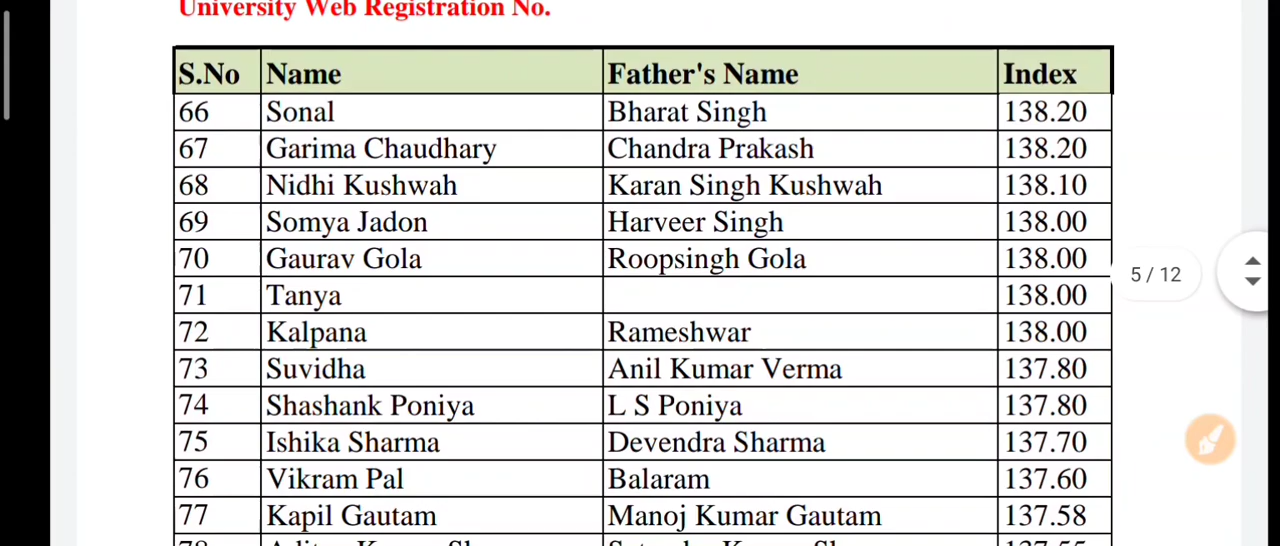 University Web Registration No.
S.No Name Father's Name Index
66 Sonal Bharat Singh 138.20
67 Garima Chaudhary Chandra Prakash 138.20
68 Nidhi Kushwah Karan Singh Kushwah 138.10
69 Somya Jadon Harveer Singh 138.00
70 Gaurav Gola Roopsingh Gola 138.00
5 / 12
71 Tanya 138.00
72 Kalpana Rameshwar 138.00
73 Suvidha Anil Kumar Verma 137.80
74 Shashank Poniya L S Poniya 137.80
75 Ishika Sharma Devendra Sharma 137.70
76 Vikram Pal Balaram 137.60
77 Kapil Gautam Manoj Kumar Gautam 137.58